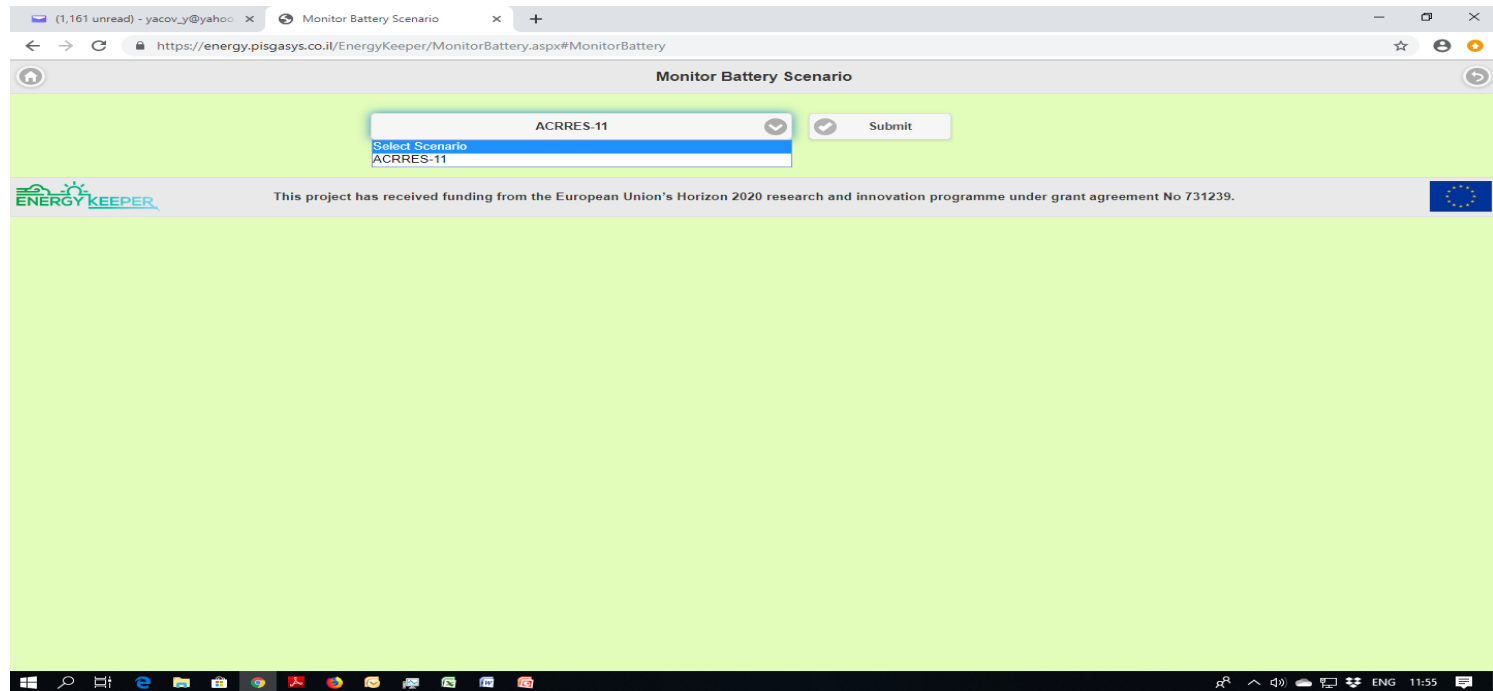 (1,161 unread) - yacov_y@yahoo.
Monitor Battery Scenario
https://energy.pisgasys.co.il/EnergyKeeper/MonitorBattery.aspx#MonitorBattery
Monitor Battery Scenario
ACRRES-11 Submit
Select Scenario
ACRRES-11
ENERGY KEEPER
This project has received funding from the European Union's Horizon 2020 research and innovation programme under grant agreement No 731239.
ENG 11:55